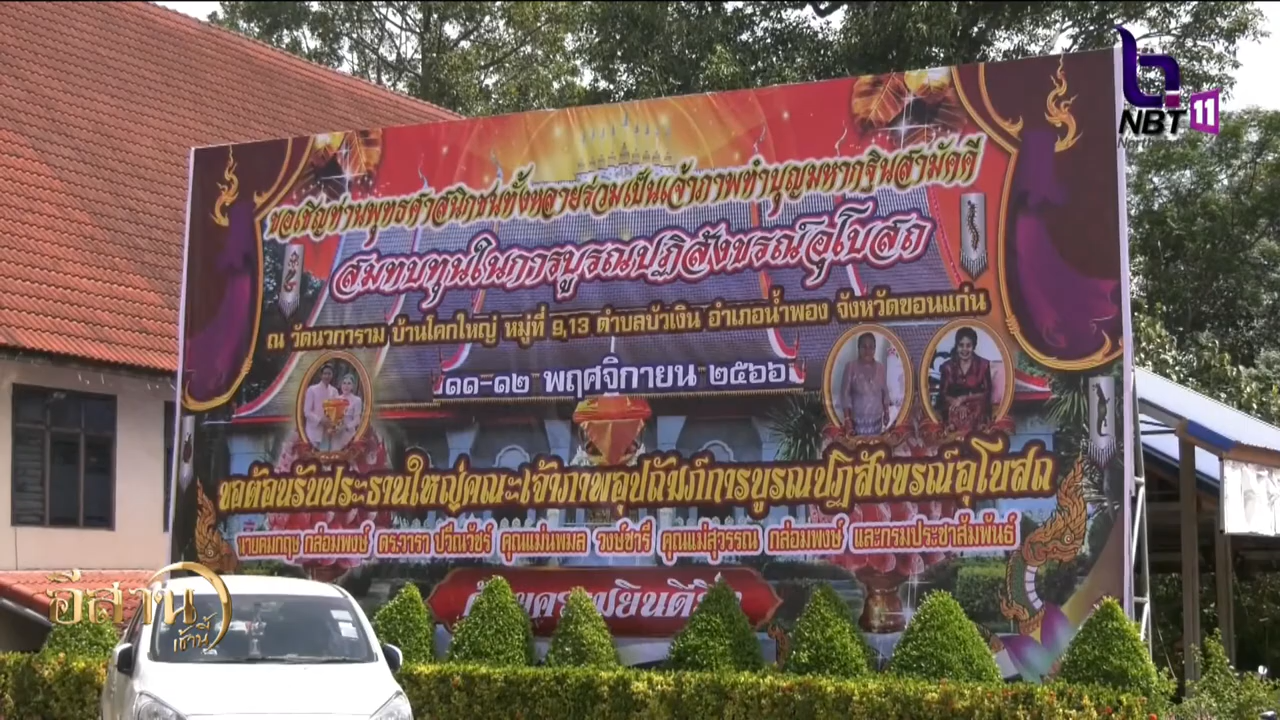 NBT 11
North
ขอเชิญชวนพุทธศาสนิกชนทั้งหลายร่วมเป็นเจ้าภาพทำบุญมหากฐินสามัคคี
สมทบทุนในการบูรณปฏิสังขรณ์อุโบสถ
ณ วัดนวการาม บ้านโคกใหญ่ หมู่ที่ 9,13 ตำบลบัวเงิน อำเภอน้ำพอง จังหวัดขอนแก่น
๑๑-๑๒ พฤศจิกายน ๒๕๖๖
ขอต้อนรับประธานใหญ่คณะเจ้าภาพอุปถัมภ์การบูรณปฏิสังขรณ์อุโบสถ
นายคมกฤษ กล่อมพงษ์ ดร.วารา ปวีณวัชร์ คุณแม่นพมล วงษ์ชารี คุณแม่สุวรรณ กล่อมพงษ์ และกรมประชาสัมพันธ์
อีสาน
เช้านี้